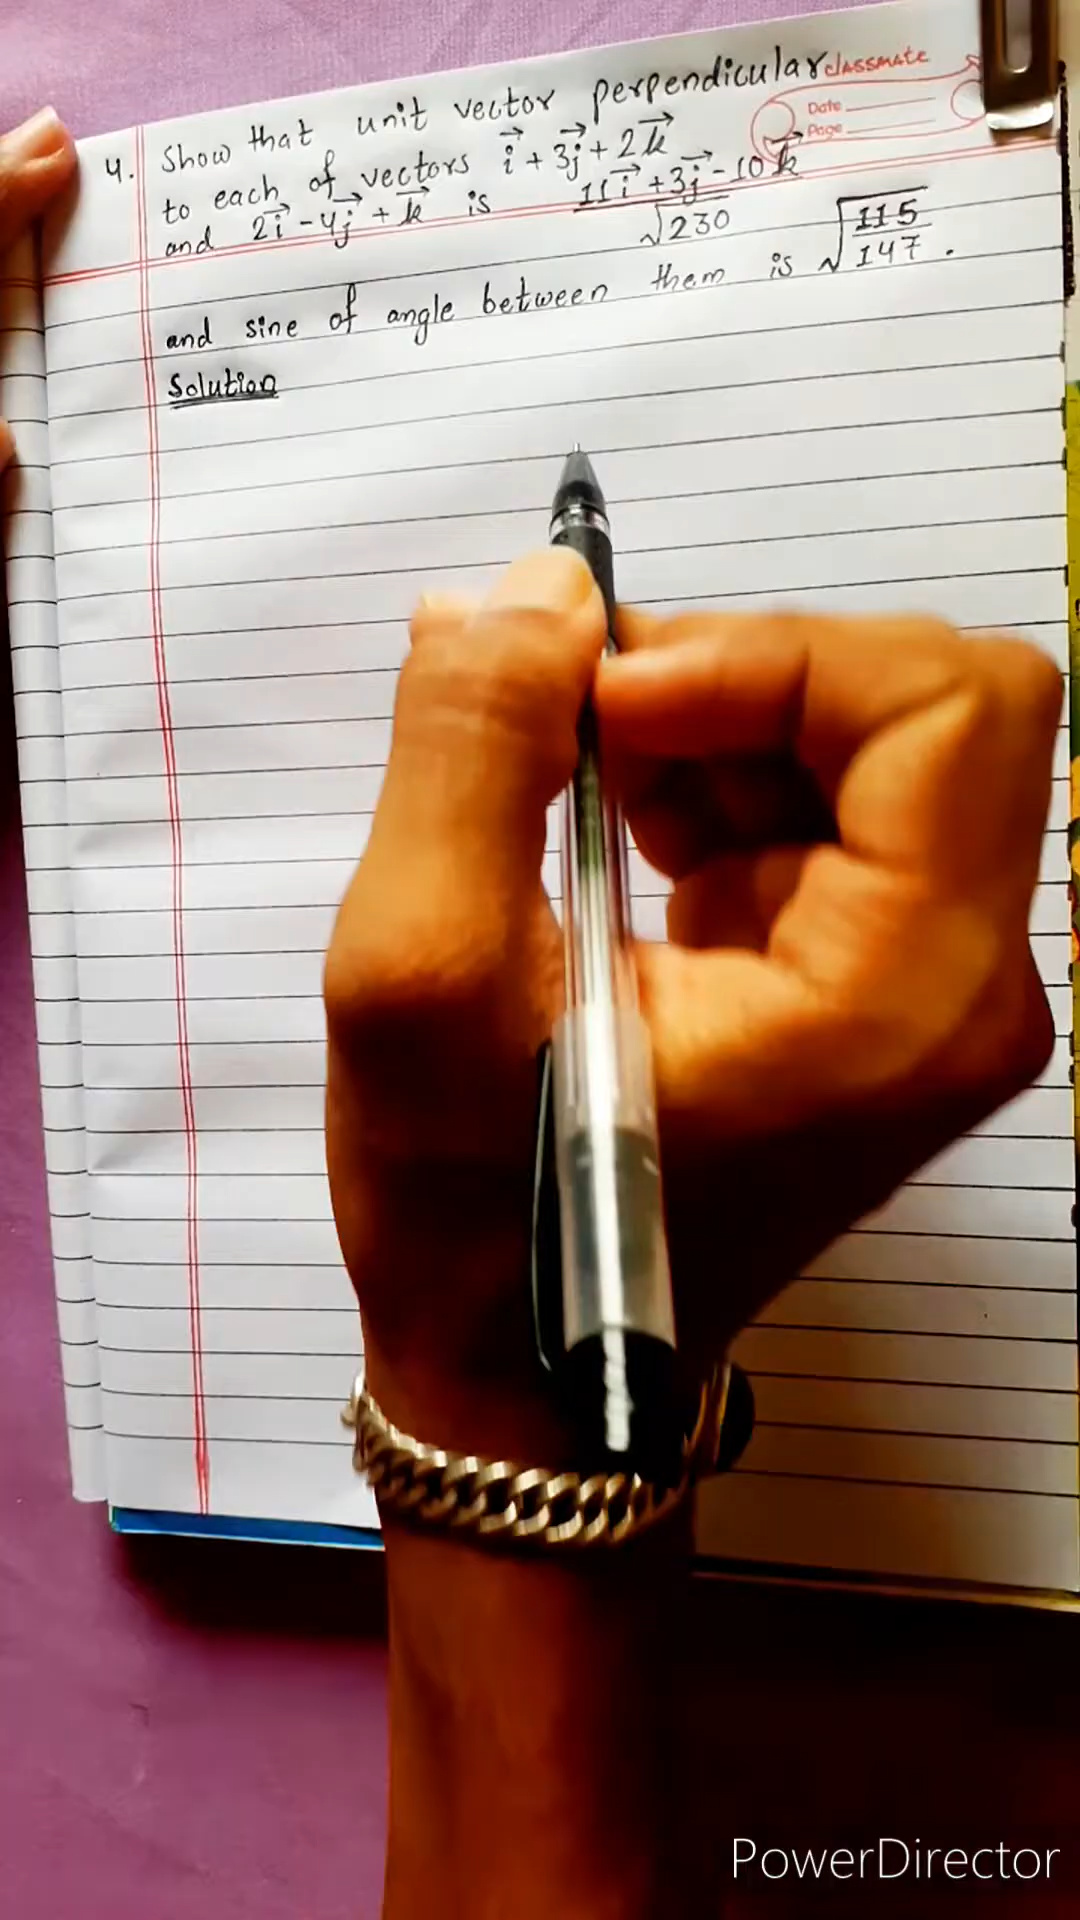 classmate
Date
Page
4. Show that unit vector perpendicular
to each of vectors i⃗ + 3j⃗ + 2k⃗
and 2i⃗ - 4j⃗ + k⃗ is (11i⃗ + 3j⃗ - 10k⃗)/√230
and sine of angle between them is √(115/147).
Solution
PowerDirector